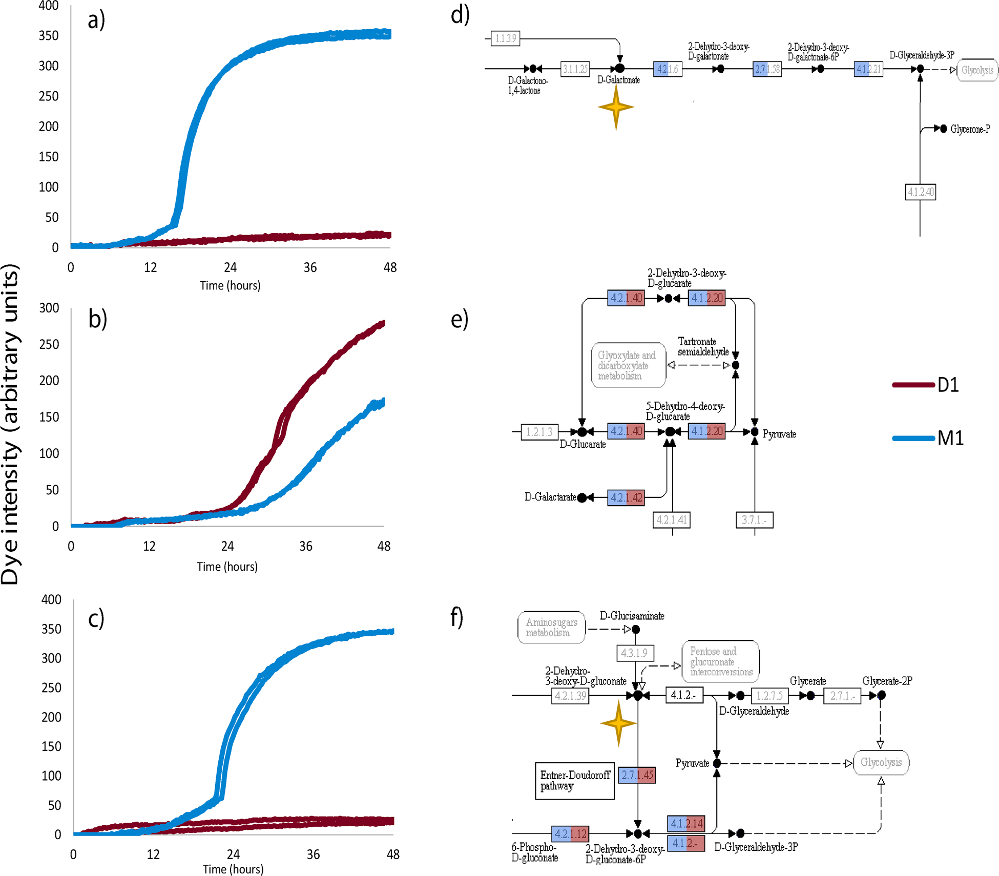 Dye intensity (arbitrary units)
a)
400
350
300
250
200
150
100
50
0
0 12 24 36 48
Time (hours)
b)
300
250
200
150
100
50
0
0 12 24 36 48
Time (hours)
c)
400
350
300
250
200
150
100
50
0
0 12 24 36 48
Time (hours)
d)
1.1.3.9
2-Dehydro-3-deoxy-
D-galactonate
2-Dehydro-3-deoxy-
D-galactonate-6P
D-Glyceraldehyde-3P
3.1.1.25
4.2.1.6
2.7.1.58
4.1.2.21
Glycolysis
D-Galactono-
1,4-lactone
D-Galactonate
Glycerone-P
4.1.2.40
e)
2-Dehydro-3-deoxy-
D-glucarate
4.2.1.40
4.1.2.20
Tartronate
semialdehyde
Glyoxylate and
dicarboxylate
metabolism
5-Dehydro-4-deoxy-
D-glucarate
1.2.1.3
4.2.1.40
4.1.2.20
Pyruvate
D-Glucarate
D-Galactarate
4.2.1.42
4.2.1.41
3.7.1.-
D1
M1
f)
Aminosugars
metabolism
D-Glucisaminate
4.3.1.9
Pentose and
glucuronate
interconversions
2-Dehydro-
3-deoxy-D-gluconate
Glycerate
Glycerate-2P
4.2.1.39
4.1.2.-
1.2.7.5
2.7.1.-
D-Glyceraldehyde
Pyruvate
Glycolysis
Entner-Doudoroff
pathway
2.7.1.45
4.1.2.14
4.2.1.12
4.1.2.-
6-Phospho-
D-gluconate
2-Dehydro-3-deoxy-
D-gluconate-6P
D-Glyceraldehyde-3P